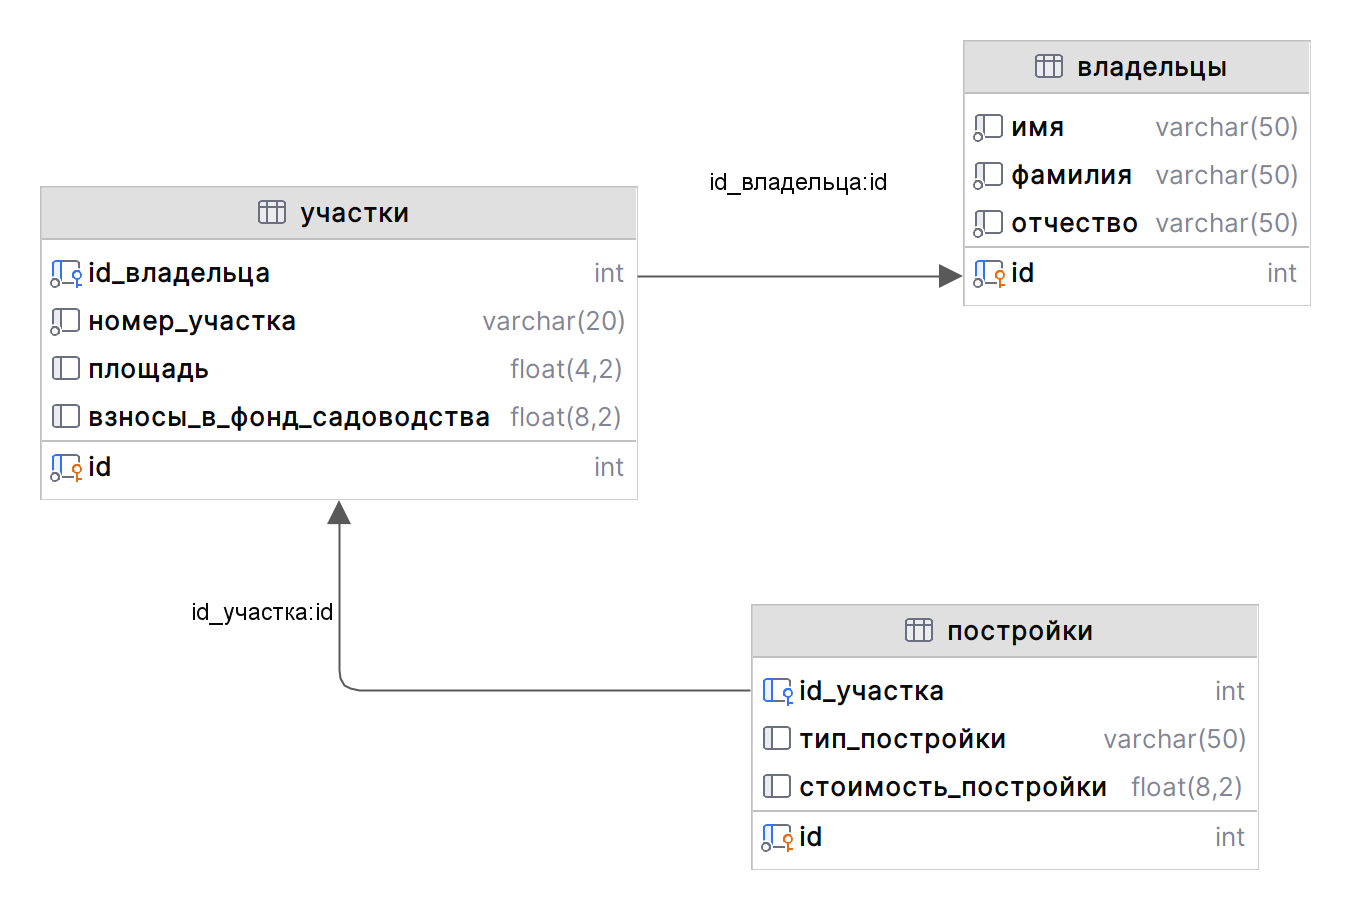 владельцы
имя varchar(50)
фамилия varchar(50)
отчество varchar(50)
id int
id_владельца:id
участки
id_владельца int
номер_участка varchar(20)
площадь float(4,2)
взносы_в_фонд_садоводства float(8,2)
id int
id_участка:id
постройки
id_участка int
тип_постройки varchar(50)
стоимость_постройки float(8,2)
id int